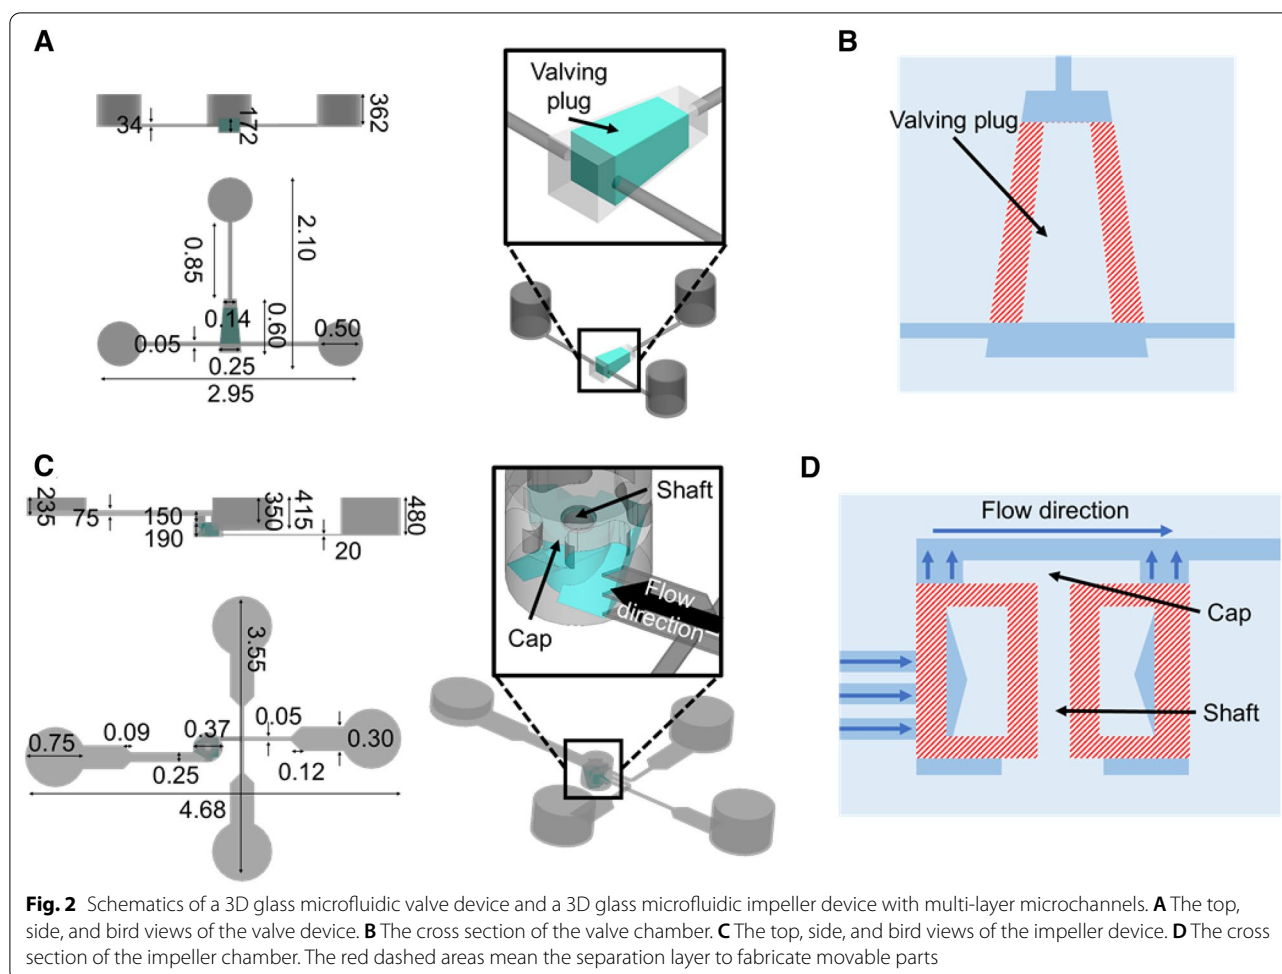 A
34
172
362
0.85
2.10
0.14
0.60
0.05
0.50
0.25
2.95
Valving
plug
B
Valving plug
C
235
75
150
190
350
415
480
20
3.55
0.09
0.37
0.05
0.75
0.30
0.25
0.12
4.68
Shaft
Cap
Flow
direction
D
Flow direction
Cap
Shaft
Fig. 2 Schematics of a 3D glass microfluidic valve device and a 3D glass microfluidic impeller device with multi-layer microchannels. A The top,
side, and bird views of the valve device. B The cross section of the valve chamber. C The top, side, and bird views of the impeller device. D The cross
section of the impeller chamber. The red dashed areas mean the separation layer to fabricate movable parts